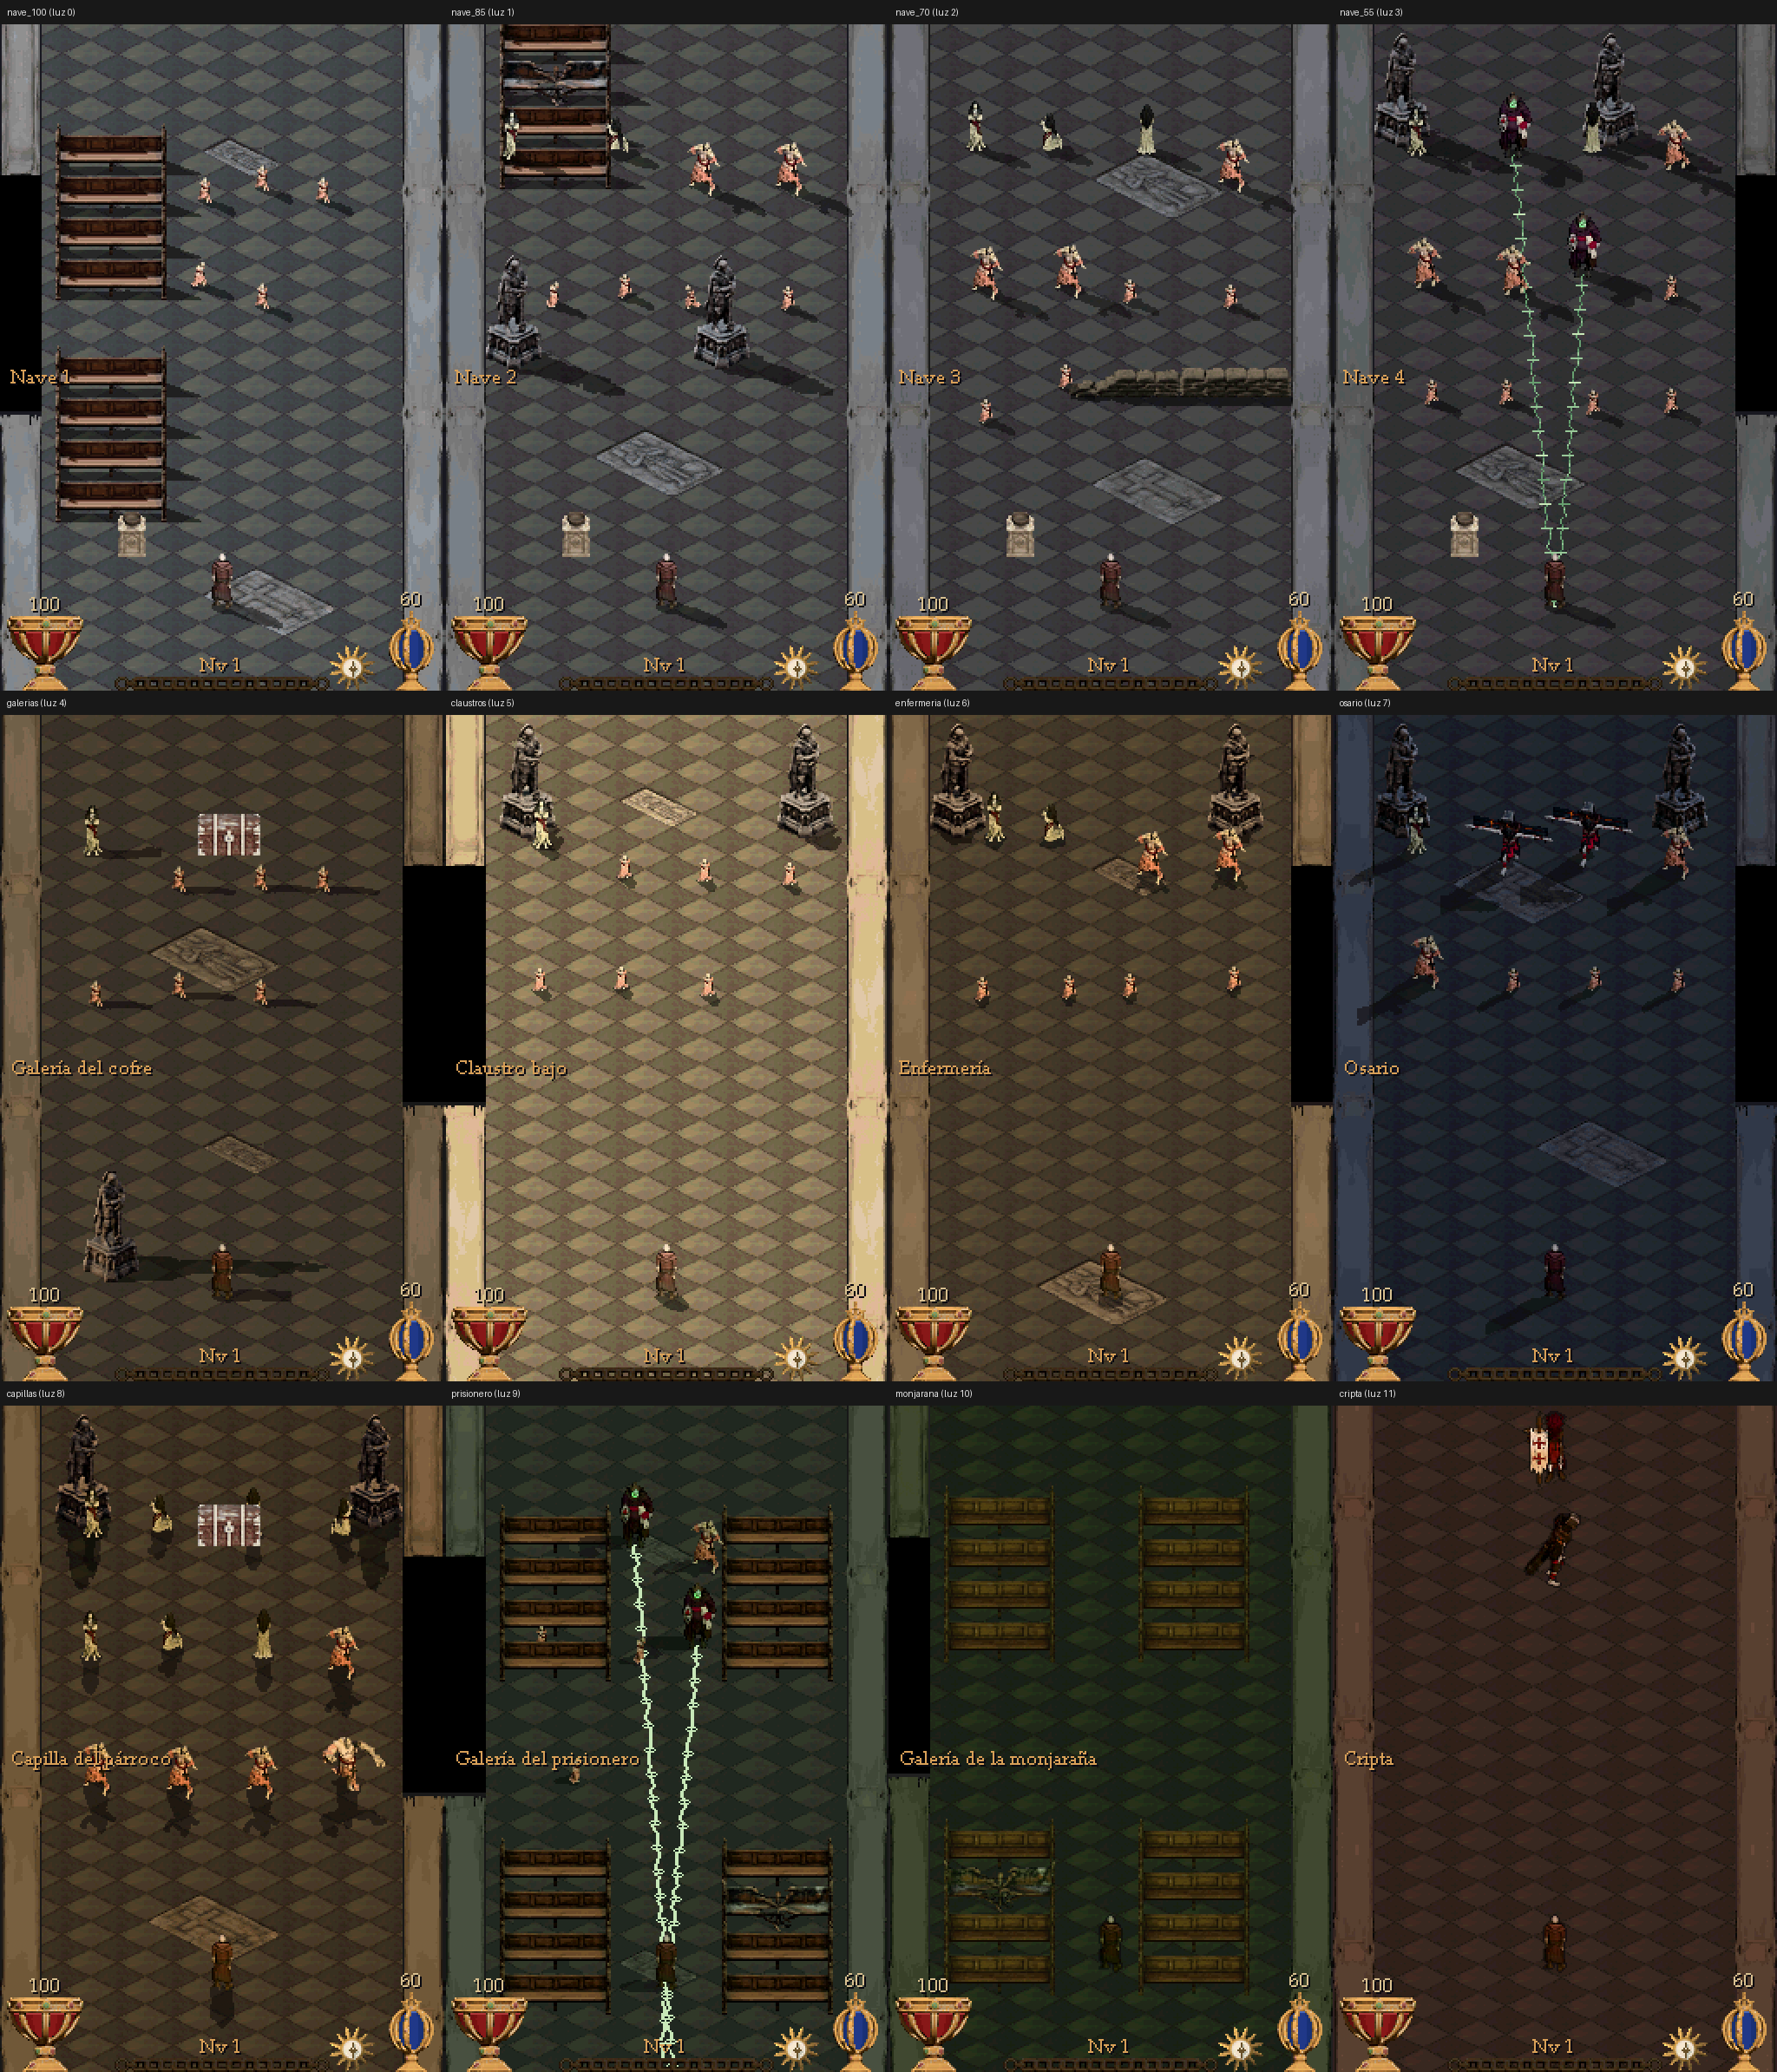 nave_100 (luz 0)
Nave 1
100
60
Nv 1
nave_85 (luz 1)
Nave 2
100
60
Nv 1
nave_70 (luz 2)
Nave 3
100
60
Nv 1
nave_55 (luz 3)
Nave 4
100
60
Nv 1
galerias (luz 4)
Galería del cofre
100
60
Nv 1
claustros (luz 5)
Claustro bajo
100
60
Nv 1
enfermeria (luz 6)
Enfermería
100
60
Nv 1
osario (luz 7)
Osario
100
60
Nv 1
capillas (luz 8)
Capilla del párroco
100
60
Nv 1
prisionero (luz 9)
Galería del prisionero
100
60
Nv 1
monjarana (luz 10)
Galería de la monjaraña
100
60
Nv 1
cripta (luz 11)
Cripta
100
60
Nv 1